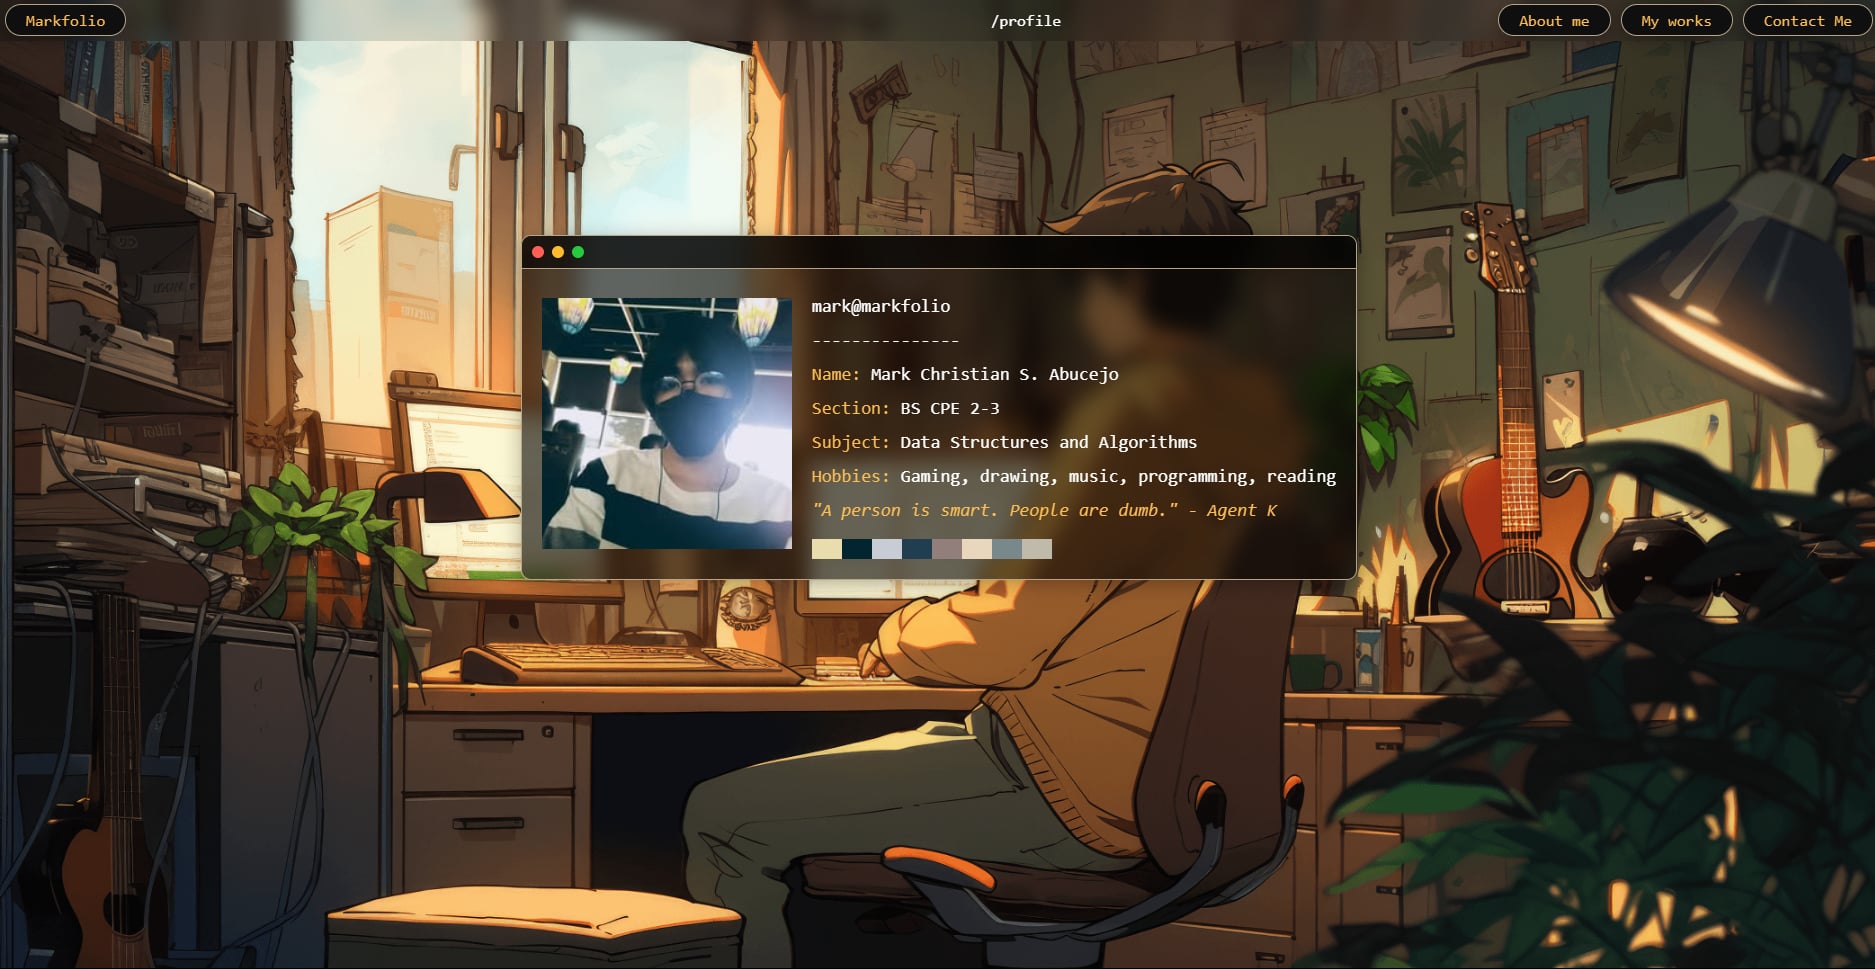 Markfolio
/profile
About me
My works
Contact Me
mark@markfolio
---------------
Name: Mark Christian S. Abucejo
Section: BS CPE 2-3
Subject: Data Structures and Algorithms
Hobbies: Gaming, drawing, music, programming, reading
"A person is smart. People are dumb." - Agent K